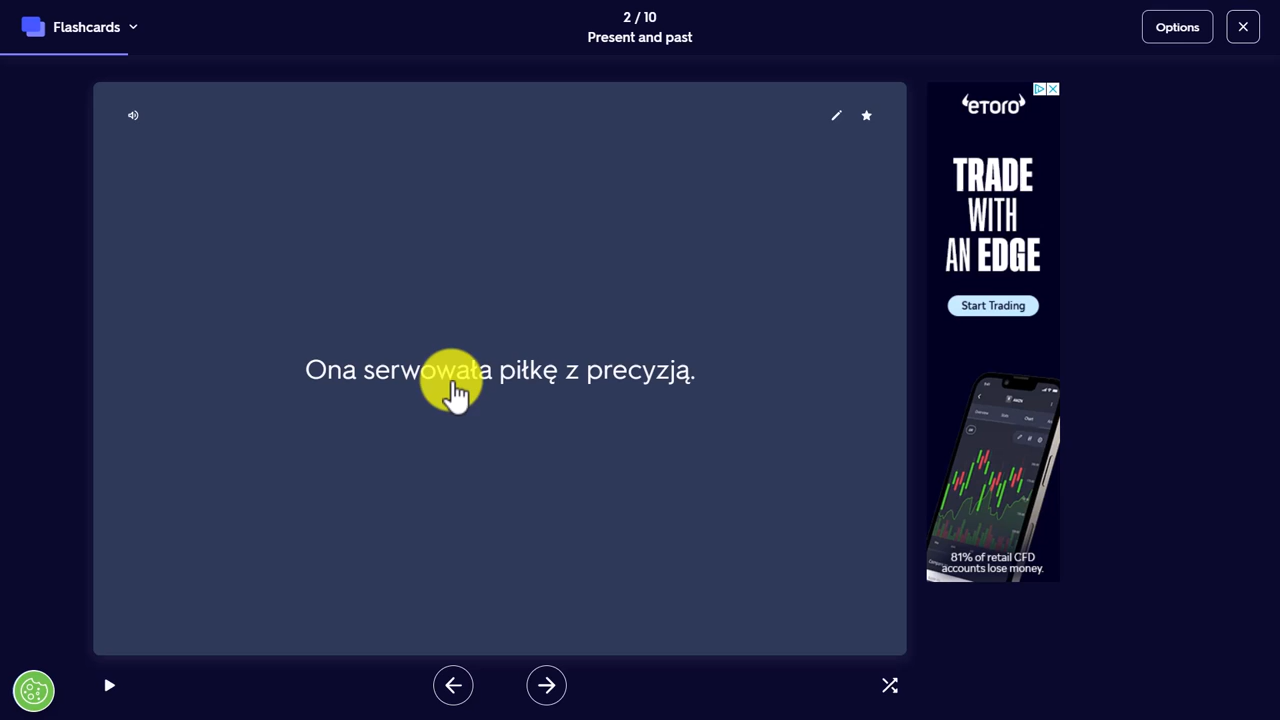 Flashcards
2 / 10
Present and past
Options
Ona serwowała piłkę z precyzją.
eToro
TRADE
WITH
AN EDGE
Start Trading
81% of retail CFD
accounts lose money.